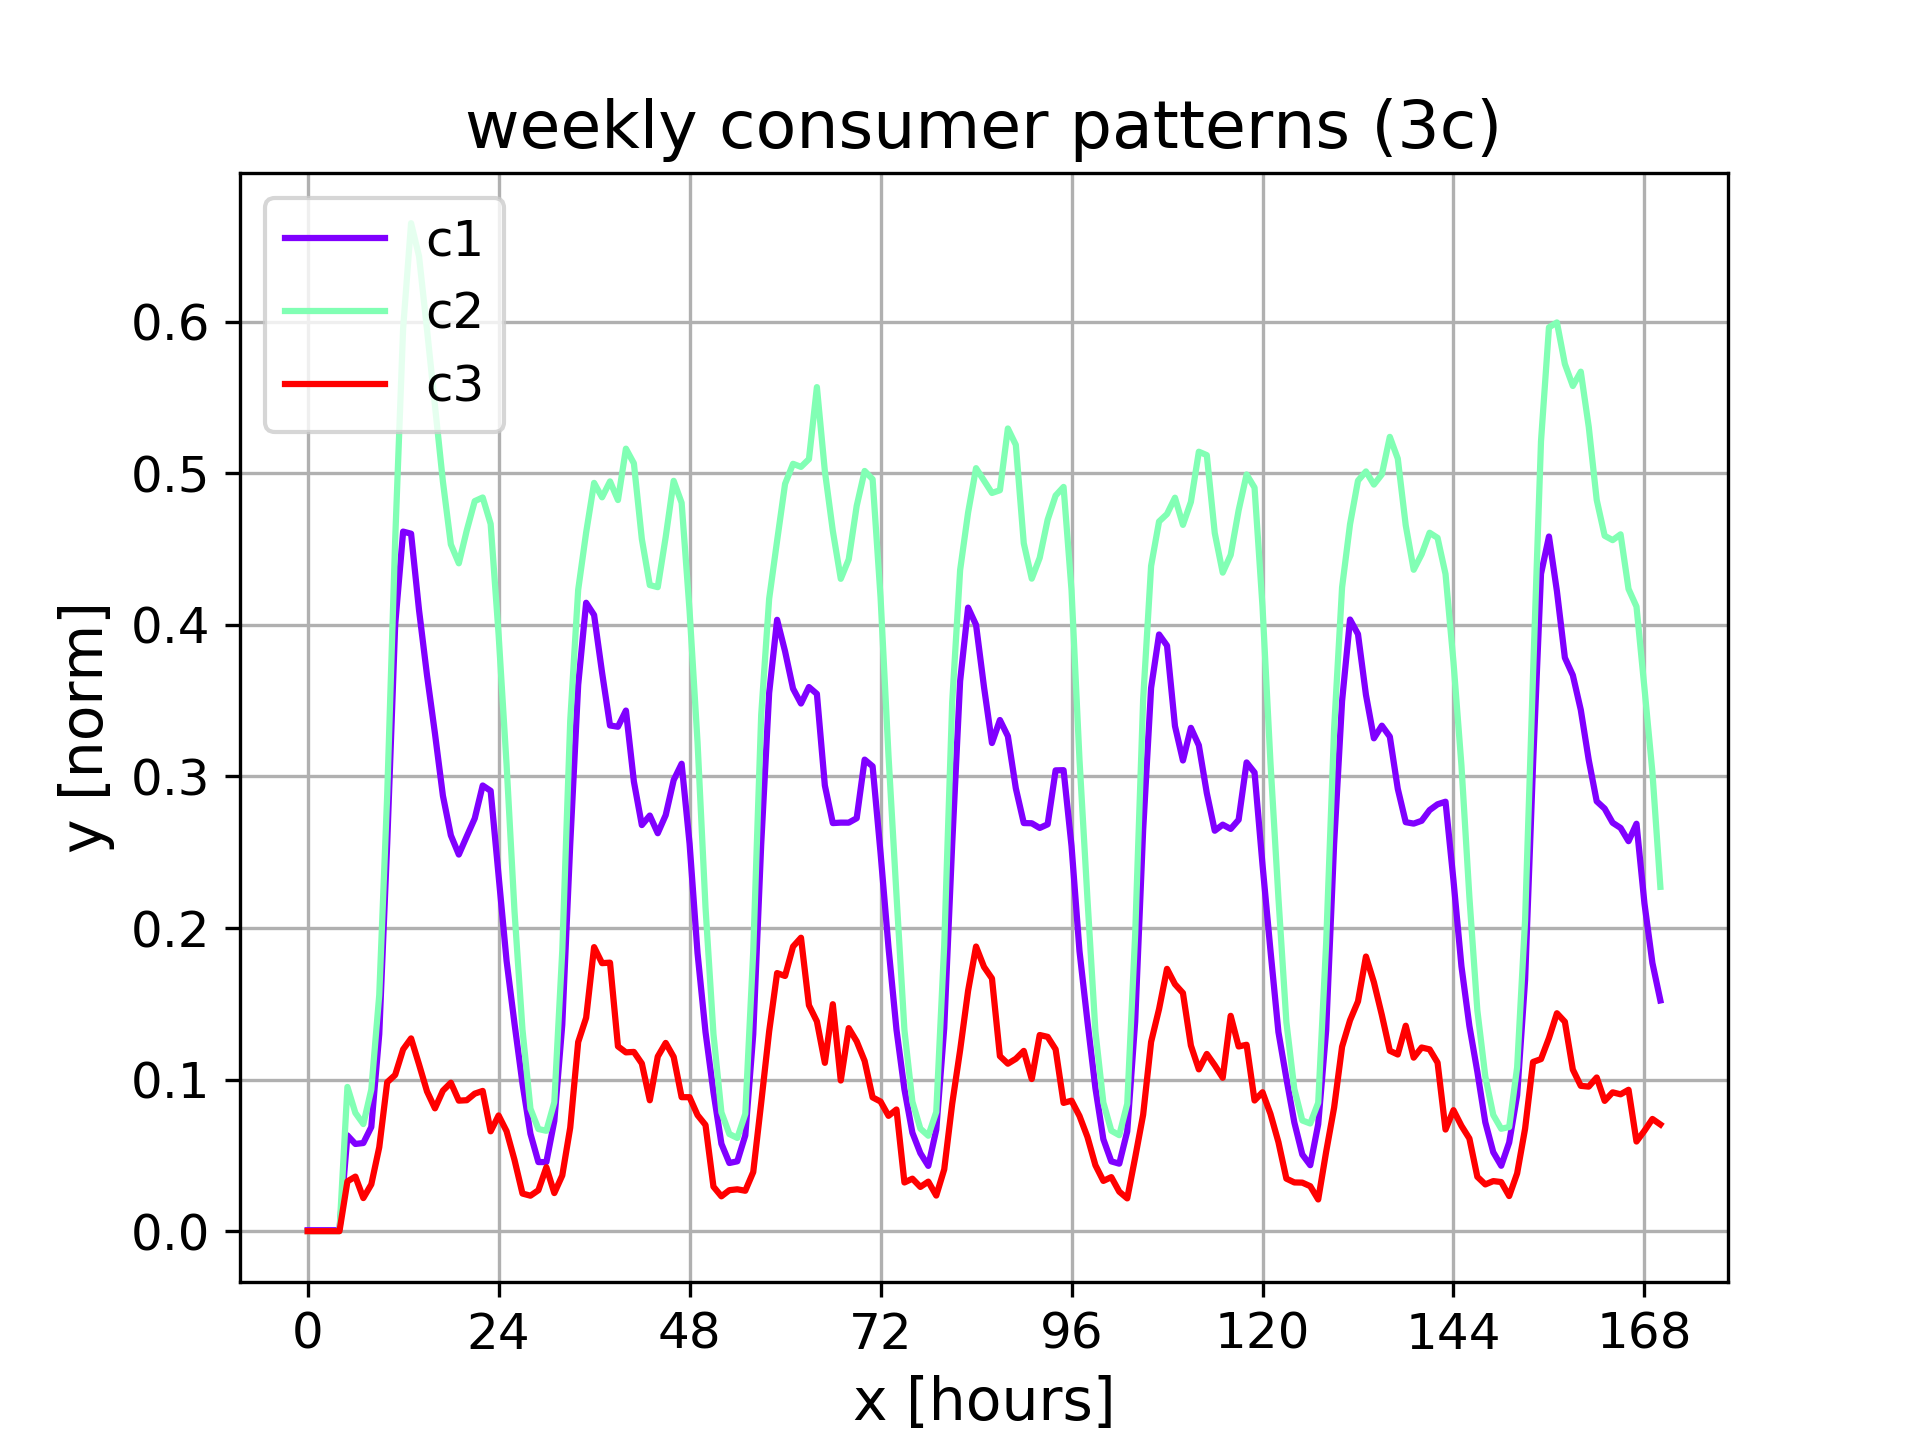 weekly consumer patterns (3c)
c1
c2
c3
y [norm]
0.6
0.5
0.4
0.3
0.2
0.1
0.0
0 24 48 72 96 120 144 168
x [hours]